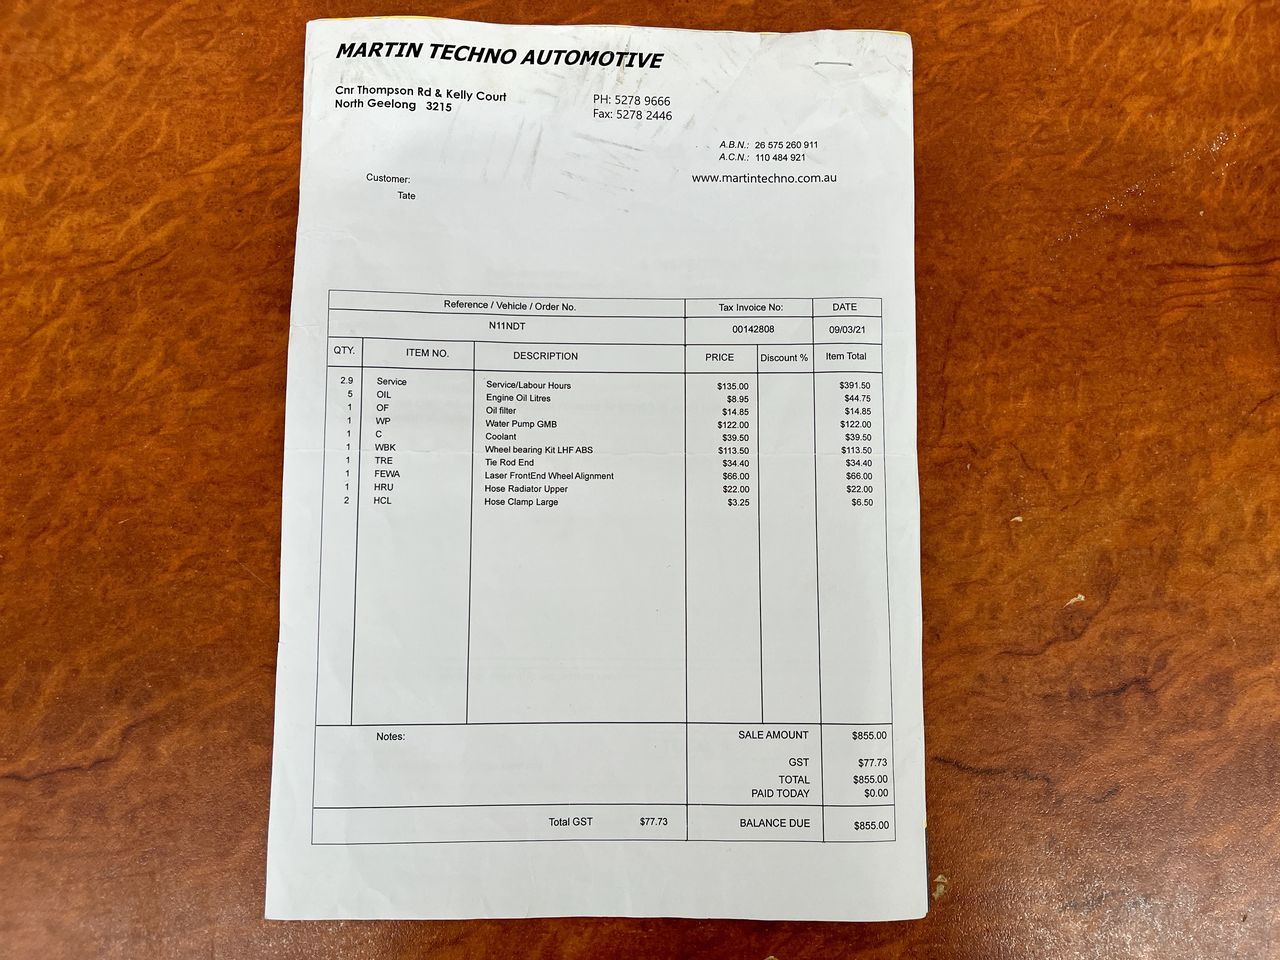 MARTIN TECHNO AUTOMOTIVE
Cnr Thompson Rd & Kelly Court
North Geelong 3215
PH: 5278 9666
Fax: 5278 2446
A.B.N.: 26 575 260 911
A.C.N.: 110 484 921
www.martintechno.com.au
Customer:
Tate
Reference / Vehicle / Order No. Tax Invoice No: DATE
N11NDT 00142808 09/03/21
QTY. ITEM NO. DESCRIPTION PRICE Discount % Item Total
2.9 Service Service/Labour Hours $135.00 $391.50
5 OIL Engine Oil Litres $8.95 $44.75
1 OF Oil filter $14.85 $14.85
1 WP Water Pump GMB $122.00 $122.00
1 C Coolant $39.50 $39.50
1 WBK Wheel bearing Kit LHF ABS $113.50 $113.50
1 TRE Tie Rod End $34.40 $34.40
1 FEWA Laser FrontEnd Wheel Alignment $66.00 $66.00
1 HRU Hose Radiator Upper $22.00 $22.00
2 HCL Hose Clamp Large $3.25 $6.50
Notes: SALE AMOUNT $855.00
GST $77.73
TOTAL $855.00
PAID TODAY $0.00
Total GST $77.73 BALANCE DUE $855.00